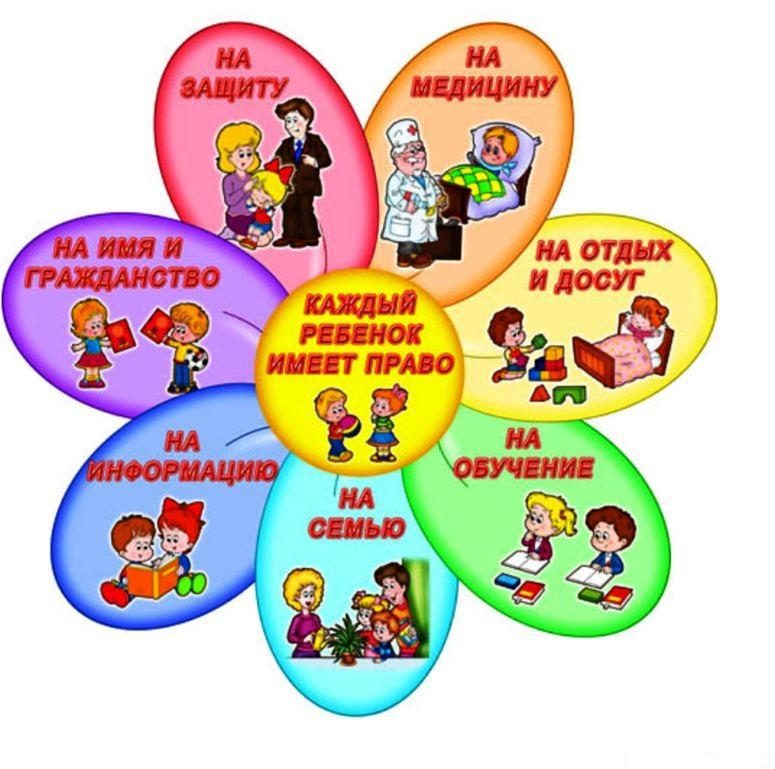 КАЖДЫЙ
РЕБЕНОК
ИМЕЕТ ПРАВО
НА
ЗАЩИТУ
НА
МЕДИЦИНУ
НА ОТДЫХ
И ДОСУГ
НА
ОБУЧЕНИЕ
НА
СЕМЬЮ
НА
ИНФОРМАЦИЮ
НА ИМЯ И
ГРАЖДАНСТВО